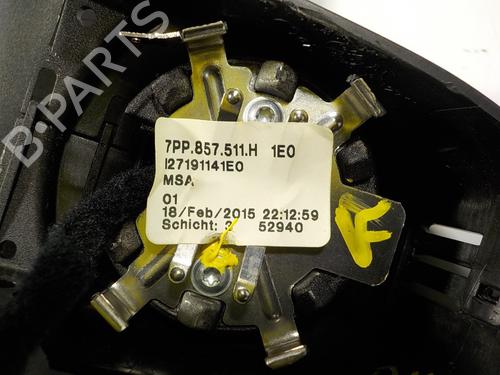 B-PARTS
7PP.857.511.H 1E0
I27191141E0
MSA
01
18/Feb/2015 22:12:59
Schicht: 52940